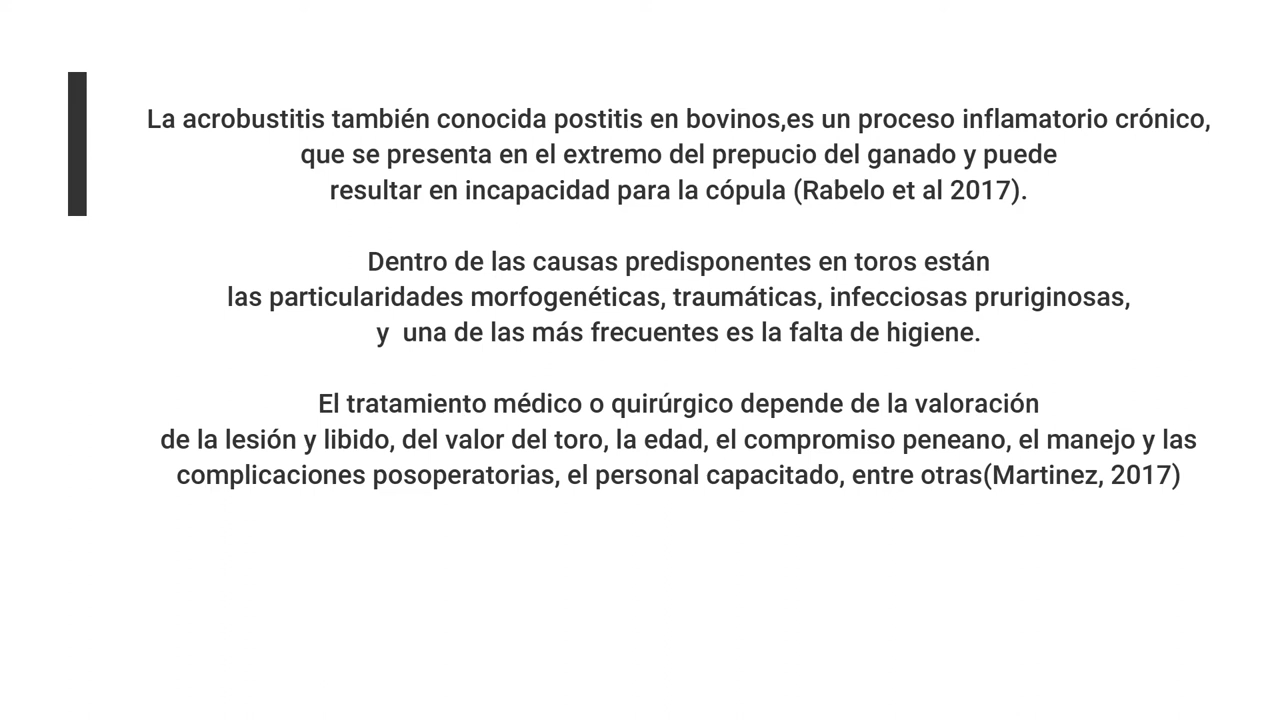 La acrobustitis también conocida postitis en bovinos,es un proceso inflamatorio crónico,
que se presenta en el extremo del prepucio del ganado y puede
resultar en incapacidad para la cópula (Rabelo et al 2017).
Dentro de las causas predisponentes en toros están
las particularidades morfogenéticas, traumáticas, infecciosas pruriginosas,
y  una de las más frecuentes es la falta de higiene.
El tratamiento médico o quirúrgico depende de la valoración
de la lesión y libido, del valor del toro, la edad, el compromiso peneano, el manejo y las
complicaciones posoperatorias, el personal capacitado, entre otras(Martinez, 2017)